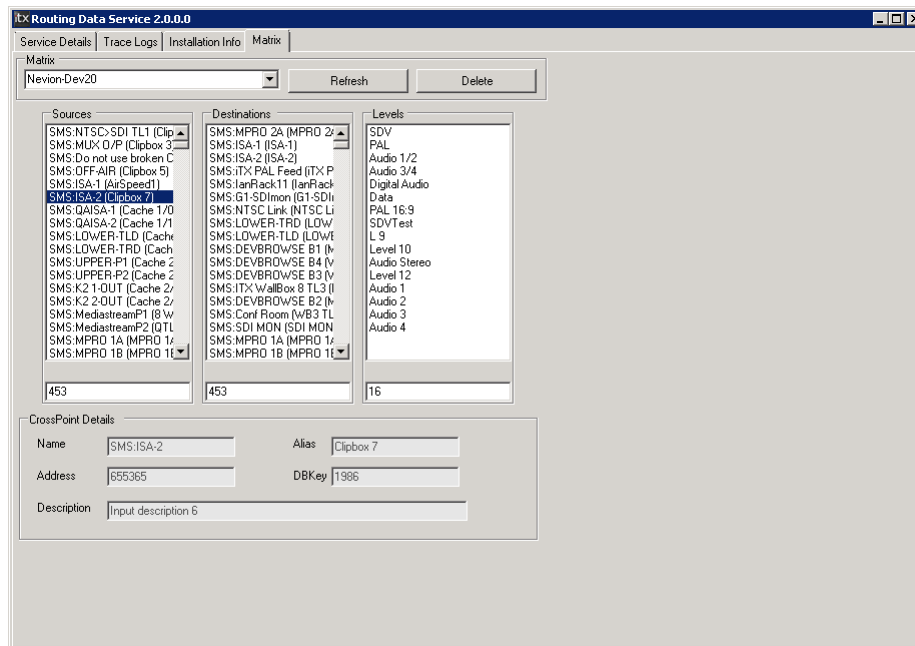 itx Routing Data Service 2.0.0.0
Service Details Trace Logs Installation Info Matrix
Matrix
Nevion-Dev20 Refresh Delete
Sources
SMS:NTSC>SDI TL1 (Clip
SMS:MUX O/P (Clipbox 3)
SMS:Do not use broken C
SMS:OFF-AIR (Clipbox 5)
SMS:ISA-1 (AirSpeed1)
SMS:ISA-2 (Clipbox 7)
SMS:QAISA-1 (Cache 1/0
SMS:QAISA-2 (Cache 1/1
SMS:LOWER-TLD (Cache
SMS:LOWER-TRD (Cach
SMS:UPPER-P1 (Cache 2
SMS:UPPER-P2 (Cache 2
SMS:K2 1-OUT (Cache 2/
SMS:K2 2-OUT (Cache 2/
SMS:MediastreamP1 (8 W
SMS:MediastreamP2 (QTL
SMS:MPRO 1A (MPRO 1A
SMS:MPRO 1B (MPRO 1B
453
Destinations
SMS:MPRO 2A (MPRO 2A
SMS:ISA-1 (ISA-1)
SMS:ISA-2 (ISA-2)
SMS:iTX PAL Feed (iTX P
SMS:IanRack11 (IanRack
SMS:G1-SDImon (G1-SDI
SMS:NTSC Link (NTSC Li
SMS:LOWER-TRD (LOW
SMS:LOWER-TLD (LOWE
SMS:DEVBROWSE B1 (M
SMS:DEVBROWSE B4 (V
SMS:DEVBROWSE B3 (V
SMS:ITX WallBox 8 TL3 (I
SMS:DEVBROWSE B2 (M
SMS:Conf Room (WB3 TL
SMS:SDI MON (SDI MON
SMS:MPRO 1A (MPRO 1A
SMS:MPRO 1B (MPRO 1B
453
Levels
SDV
PAL
Audio 1/2
Audio 3/4
Digital Audio
Data
PAL 16:9
SDVTest
L 9
Level 10
Audio Stereo
Level 12
Audio 1
Audio 2
Audio 3
Audio 4
16
CrossPoint Details
Name SMS:ISA-2 Alias Clipbox 7
Address 655365 DBKey 1986
Description Input description 6